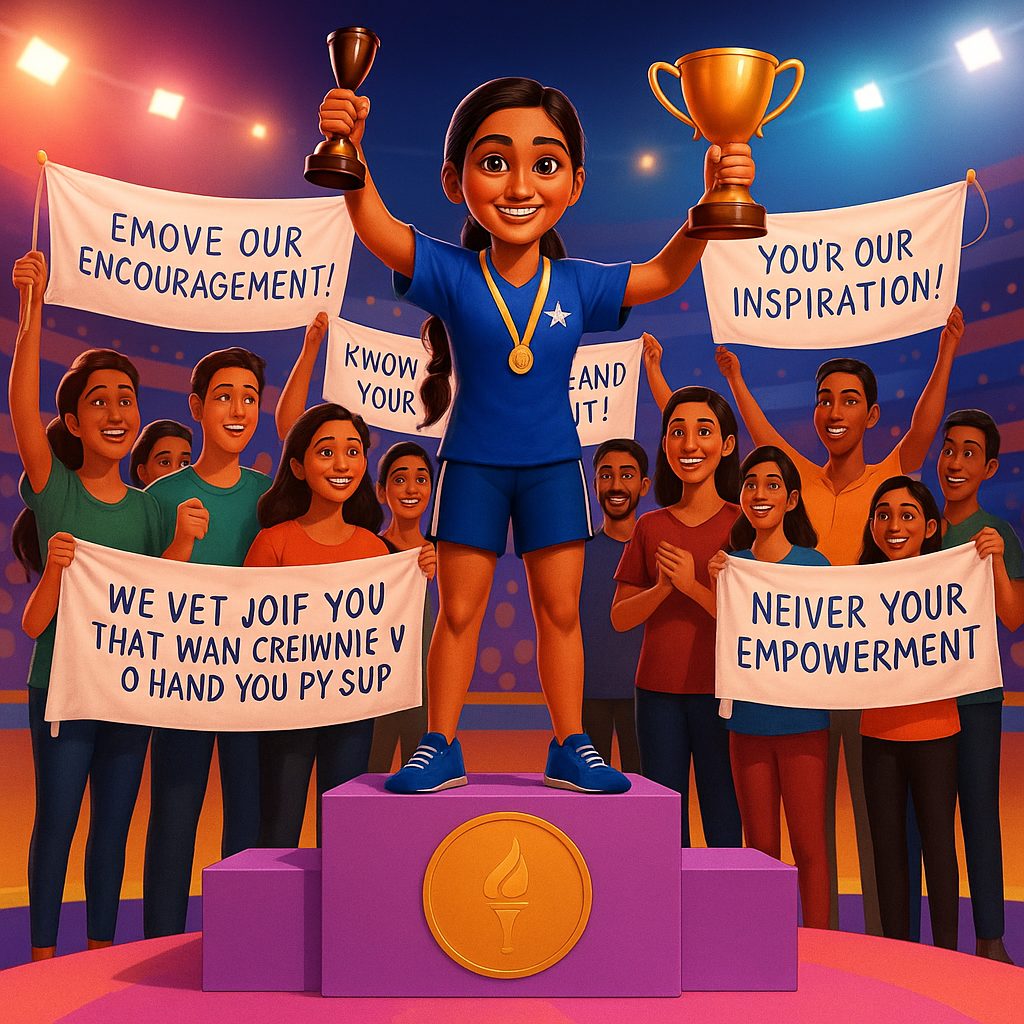 EMOVE OUR
ENCOURAGEMENT!
YOU'R OUR
INSPIRATION!
KWOW
YOUR
EAND
UT!
WE VET JOIF YOU
THAT WAN CREIWNIE V
O HAND YOU PY SUP
NEIVER YOUR
EMPOWERMENT